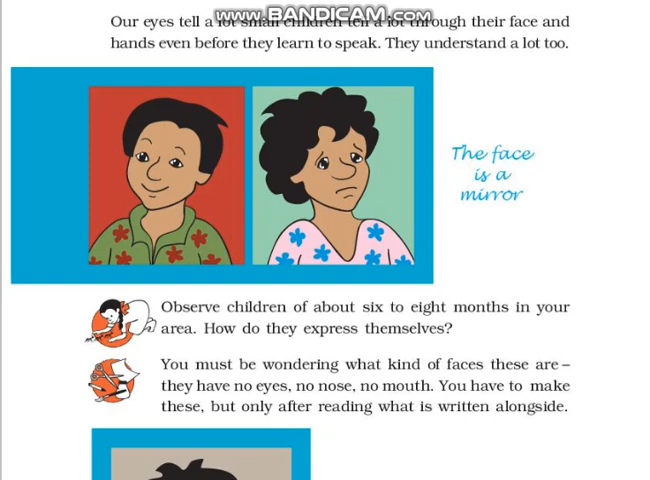 www.BANDICAM.com
Our eyes tell a lot small children tell a lot through their face and
hands even before they learn to speak. They understand a lot too.
The face
is a
mirror
Observe children of about six to eight months in your
area. How do they express themselves?
You must be wondering what kind of faces these are –
they have no eyes, no nose, no mouth. You have to make
these, but only after reading what is written alongside.